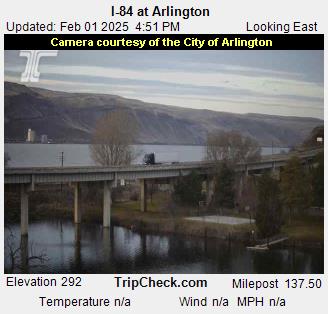 I-84 at Arlington
Updated: Feb 01 2025 4:51 PM Looking East
Camera courtesy of the City of Arlington
Elevation 292 TripCheck.com Milepost 137.50
Temperature n/a Wind n/a MPH n/a